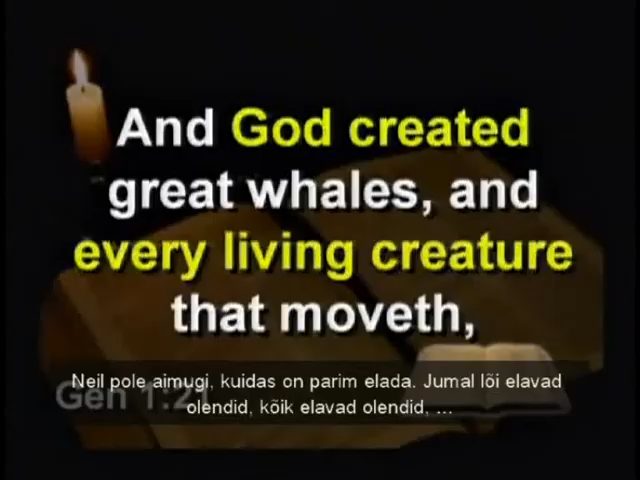 And God created
great whales, and
every living creature
that moveth,
Neil pole aimugi, kuidas on parim elada. Jumal lõi elavad
Gen 1:21
olendid, kõik elavad olendid, ...